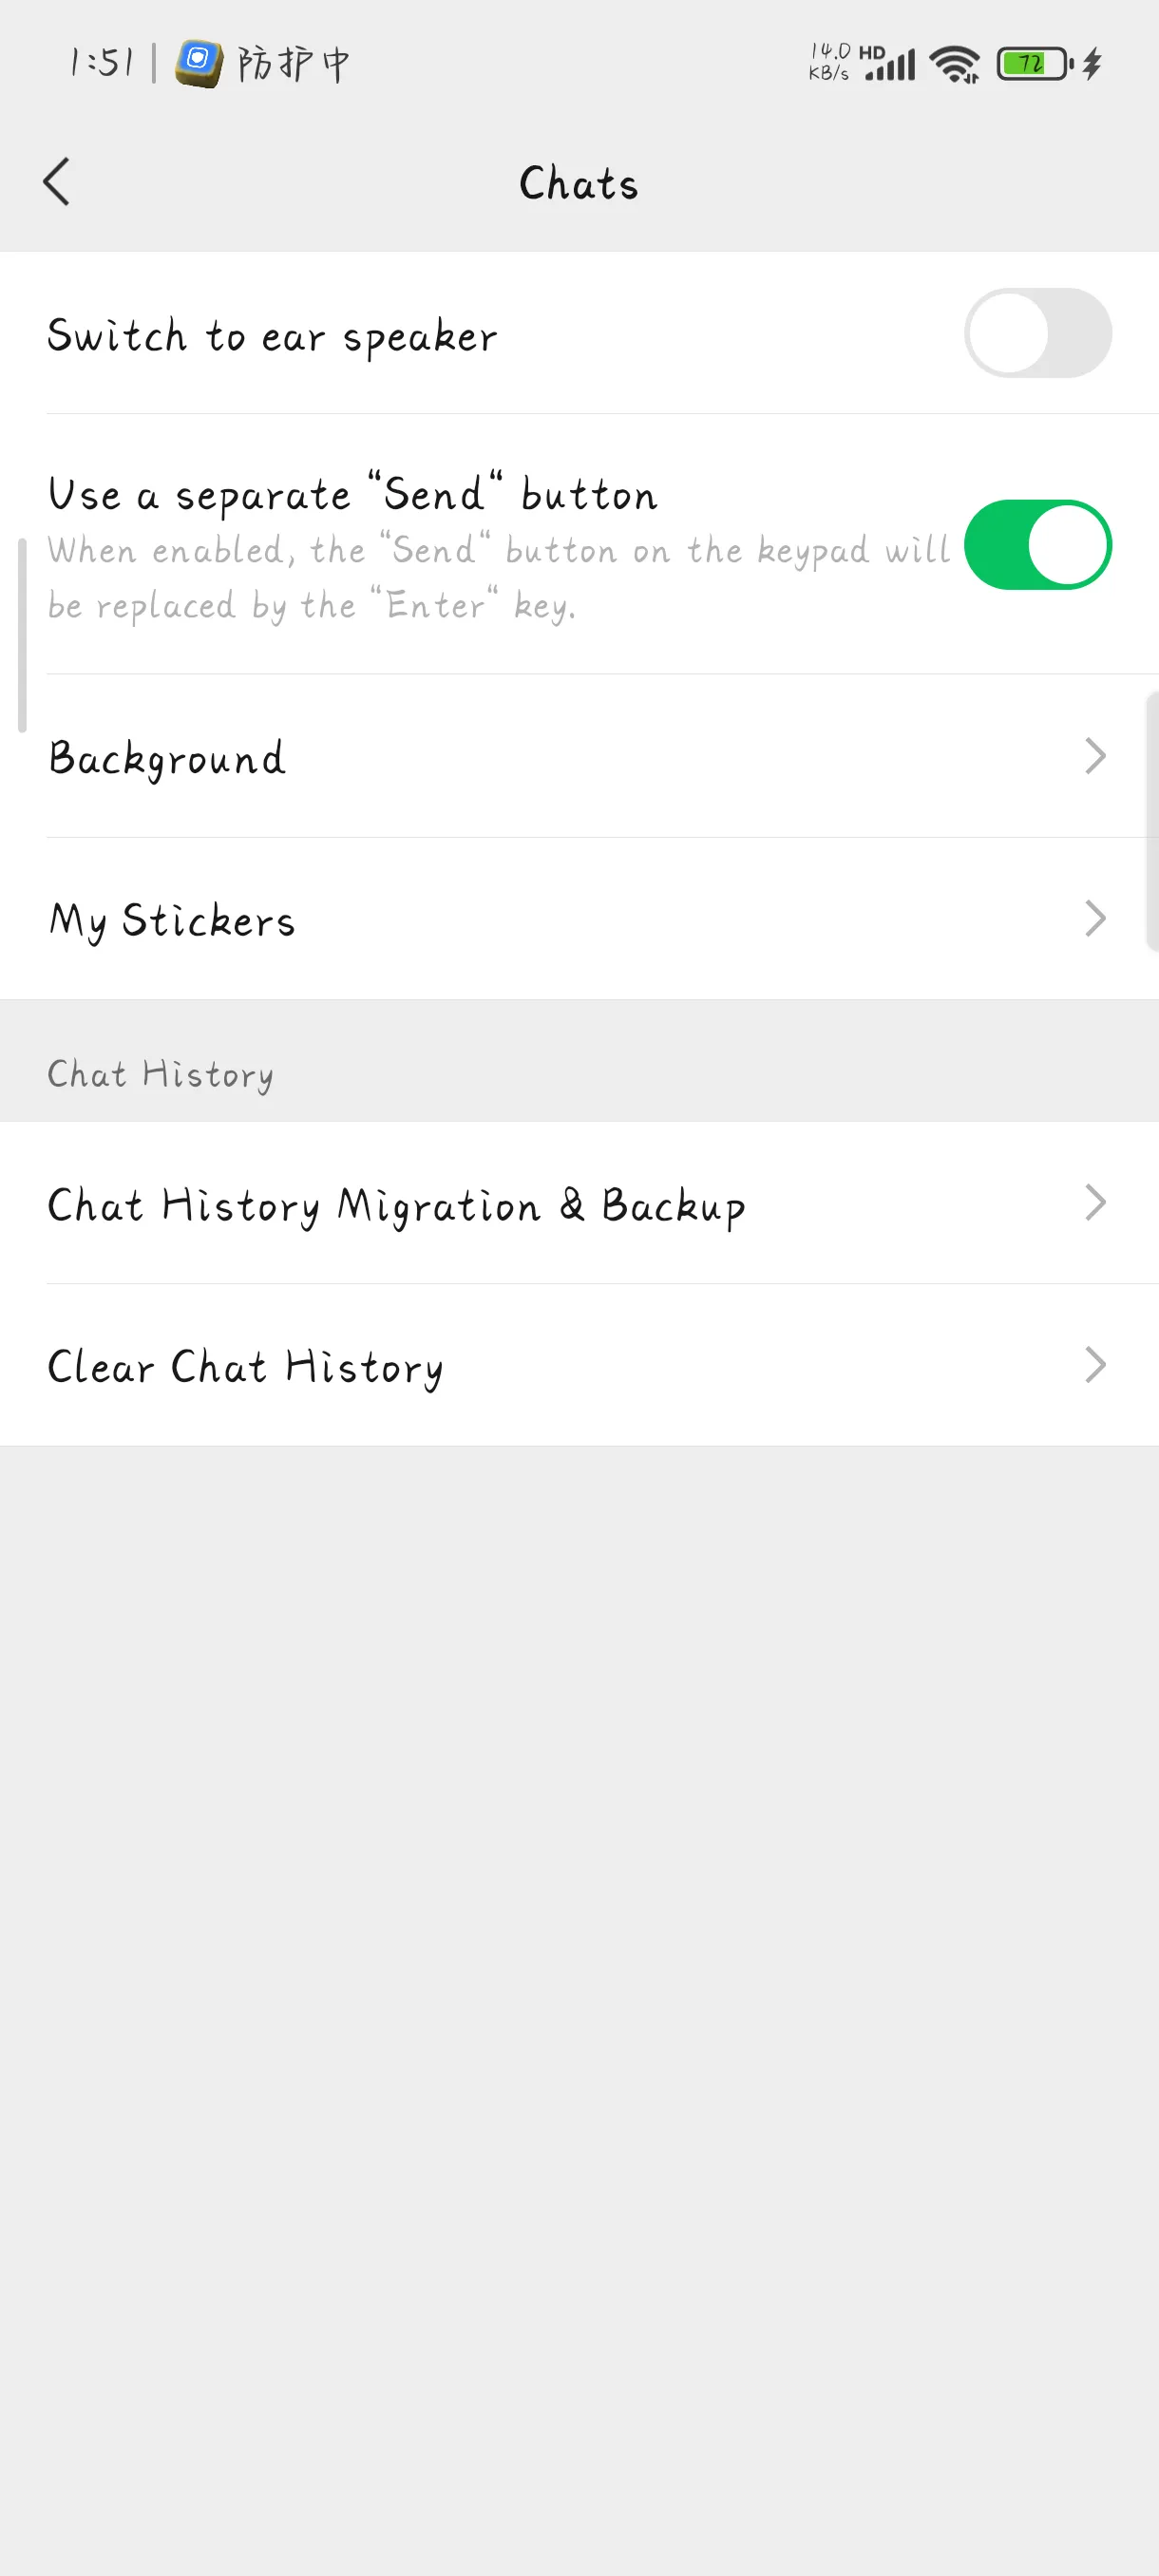 1:51 | 防护中 14.0 KB/s HD 72
Chats
Switch to ear speaker
Use a separate “Send“ button
When enabled, the “Send“ button on the keypad will
be replaced by the “Enter“ key.
Background
My Stickers
Chat History
Chat History Migration & Backup
Clear Chat History